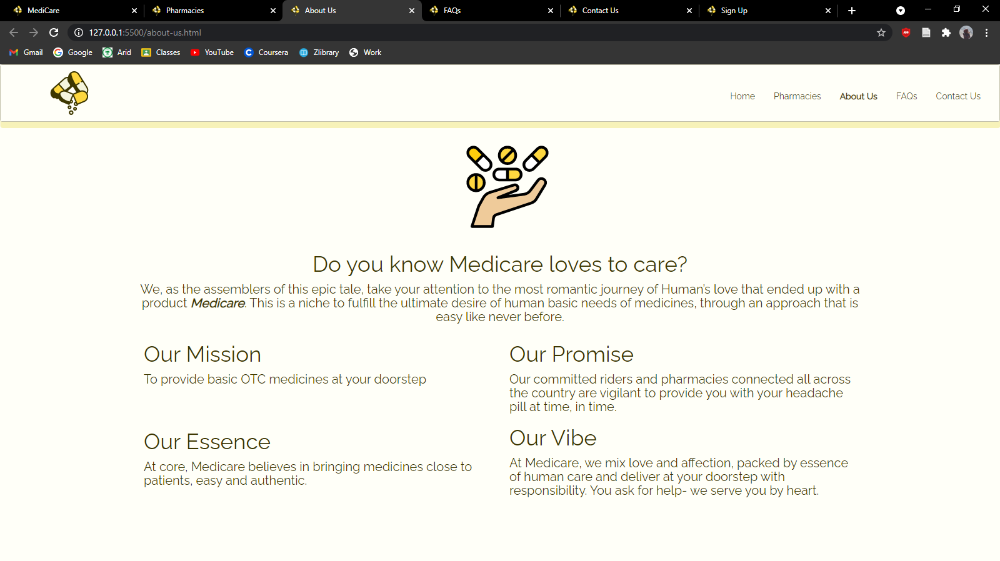 MediCare
Pharmacies
About Us
FAQs
Contact Us
Sign Up
127.0.0.1:5500/about-us.html
Gmail
Google
Arid
Classes
YouTube
Coursera
Zlibrary
Work
Home
Pharmacies
About Us
FAQs
Contact Us
Do you know Medicare loves to care?
We, as the assemblers of this epic tale, take your attention to the most romantic journey of Human's love that ended up with a
product Medicare. This is a niche to fulfill the ultimate desire of human basic needs of medicines, through an approach that is
easy like never before.
Our Mission
To provide basic OTC medicines at your doorstep
Our Promise
Our committed riders and pharmacies connected all across
the country are vigilant to provide you with your headache
pill at time, in time.
Our Essence
At core, Medicare believes in bringing medicines close to
patients, easy and authentic.
Our Vibe
At Medicare, we mix love and affection, packed by essence
of human care and deliver at your doorstep with
responsibility. You ask for help- we serve you by heart.